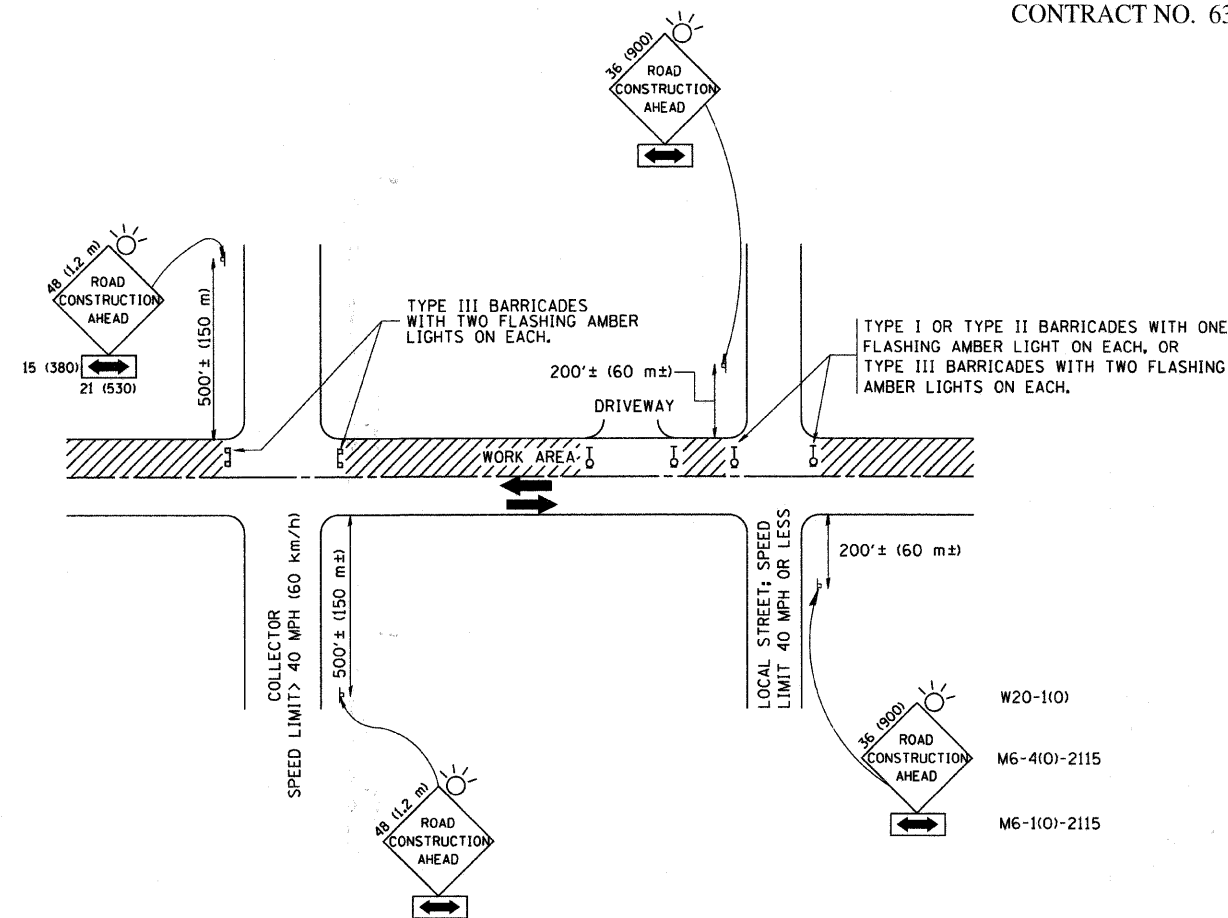 CONTRACT NO. 63
36 (900)
ROAD
CONSTRUCTION
AHEAD
48 (1.2 m)
ROAD
CONSTRUCTION
AHEAD
15 (380)
21 (530)
500'± (150 m)
TYPE III BARRICADES
WITH TWO FLASHING AMBER
LIGHTS ON EACH.
200'± (60 m±)
DRIVEWAY
TYPE I OR TYPE II BARRICADES WITH ONE
FLASHING AMBER LIGHT ON EACH, OR
TYPE III BARRICADES WITH TWO FLASHING
AMBER LIGHTS ON EACH.
WORK AREA
COLLECTOR
SPEED LIMIT> 40 MPH (60 km/h)
500'± (150 m±)
LOCAL STREET; SPEED
LIMIT 40 MPH OR LESS
200'± (60 m±)
48 (1.2 m)
ROAD
CONSTRUCTION
AHEAD
36 (900)
ROAD
CONSTRUCTION
AHEAD
W20-1(O)
M6-4(O)-2115
M6-1(O)-2115